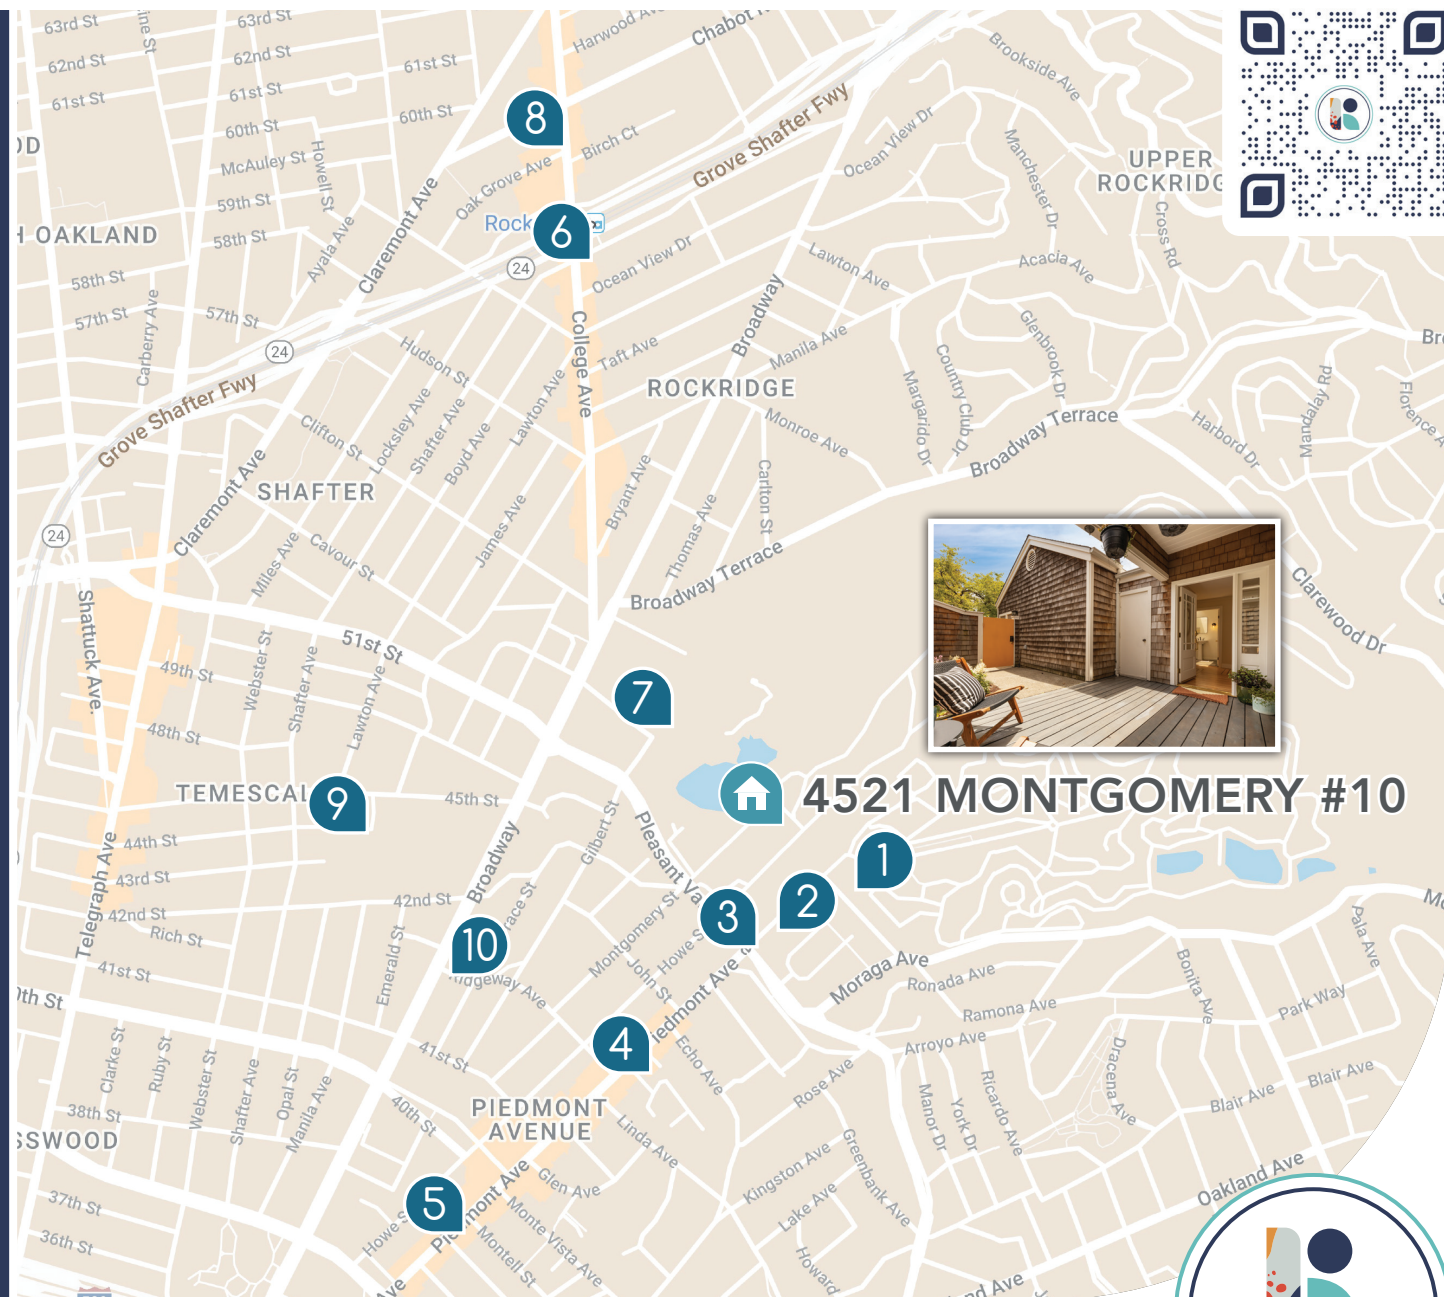 63rd St
63rd St
Harwood
Chabot
62nd St
62nd St
61st St
61st St
61st St
60th St
60th St
Brookside Ave
Grove Shafter Fwy
8
Birch Ct
Oak Grove Ave
McAuley St
Howell St
59th St
58th St
Ayala Ave
Claremont Ave
Ocean View Dr
Manchester Dr
UPPER
Cross Rd
OAKLAND
6
24
Ocean View Dr
Lawton Ave
Acacia Ave
58th St
57th St
57th St
Carberry Ave
24
Grove Shafter Fwy
College Ave
Broadway
Taft Ave
Manila Ave
Hudson St
ROCKRIDGE
Glenbrook Dr
Country Club Dr
Margarido Dr
Monroe Ave
Broadway Terrace
Harbord Dr
Mandalay Rd
Florence
Clifton St
Locksley Ave
Shafter Ave
Boyd Ave
Lawton Ave
SHAFTER
Claremont Ave
24
Bryant Ave
Carlton St
Thomas Ave
James Ave
Cavour St
Miles Ave
Broadway Terrace
Clarewood Dr
Shattuck Ave.
51st St
49th St
Webster St
Shafter Ave
Lawton Ave
7
48th St
TEMESCAL
9
45th St
4521 MONTGOMERY #10
Gilbert St
Pleasant
44th St
43rd St
Telegraph Ave
Broadway
42nd St
42nd St
Rich St
1
2
3
10
Montgomery St
Howe
John St
Emerald St
41st St
Moraga Ave
Ronada Ave
Ramona Ave
Bonita Ave
Pala Ave
Park Way
4
Piedmont Ave
Echo Ave
Arroyo Ave
Clarke St
Ruby St
Webster St
Shafter Ave
Opal St
Manila Ave
41st St
40th St
Rose Ave
Manor Dr
York Dr
Ricardo Ave
Dracena Ave
Blair Ave
Blair Ave
38th St
PIEDMONT
AVENUE
Linda Ave
Greenbank Ave
Kingston Ave
Lake Ave
Howard
Oakland Ave
37th St
36th St
5
Glen Ave
Monte Vista Ave
Montell St
Howe
Ave